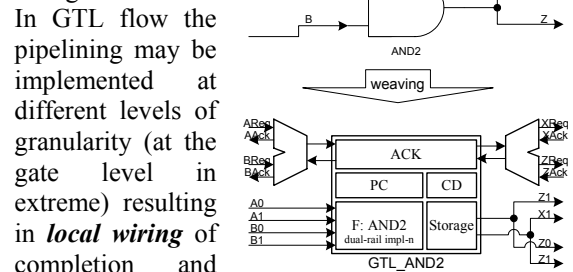 In GTL flow the
pipelining may be
implemented at
different levels of
granularity (at the
gate level in
extreme) resulting
in local wiring of
completion and
B
Z
AND2
weaving
AReq
AAck
BReq
BAck
XReq
XAck
ZReq
ZAck
ACK
PC
CD
A0
A1
B0
B1
F: AND2
dual-rail impl-n
Storage
Z1
X1
Z0
Z1
GTL_AND2